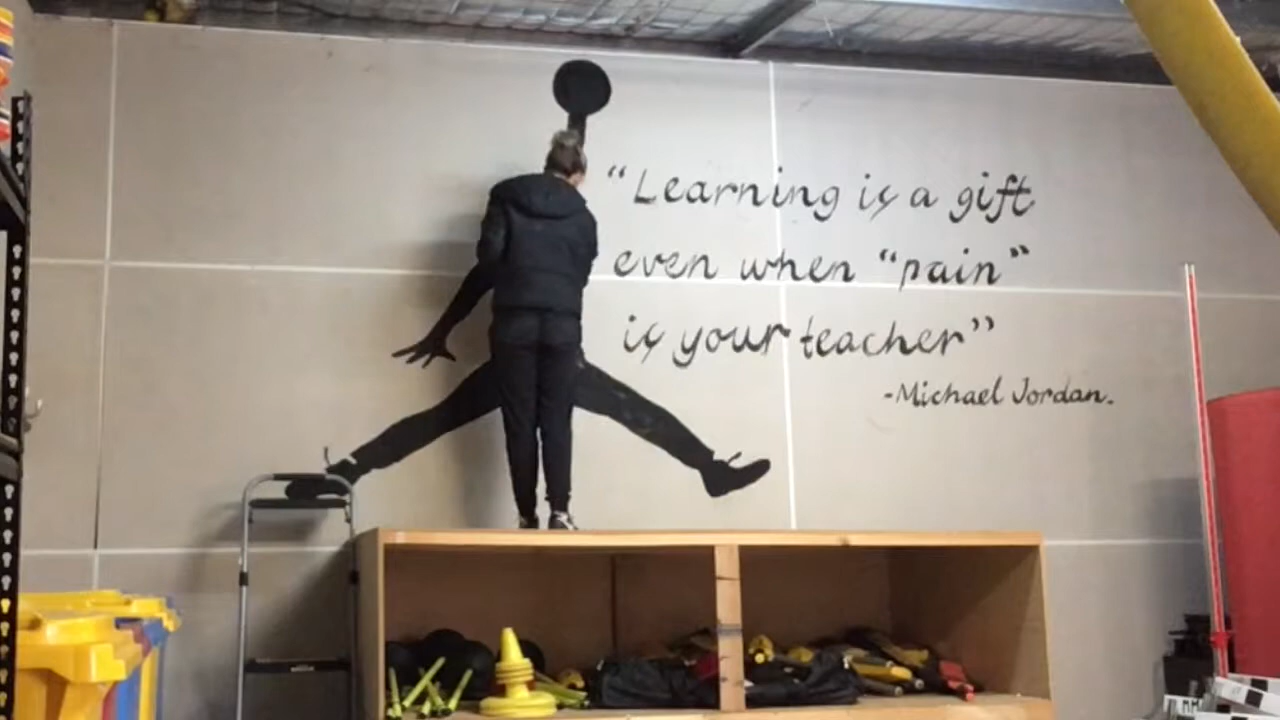 “Learning is a gift
even when “pain”
is your teacher”
-Michael Jordan.